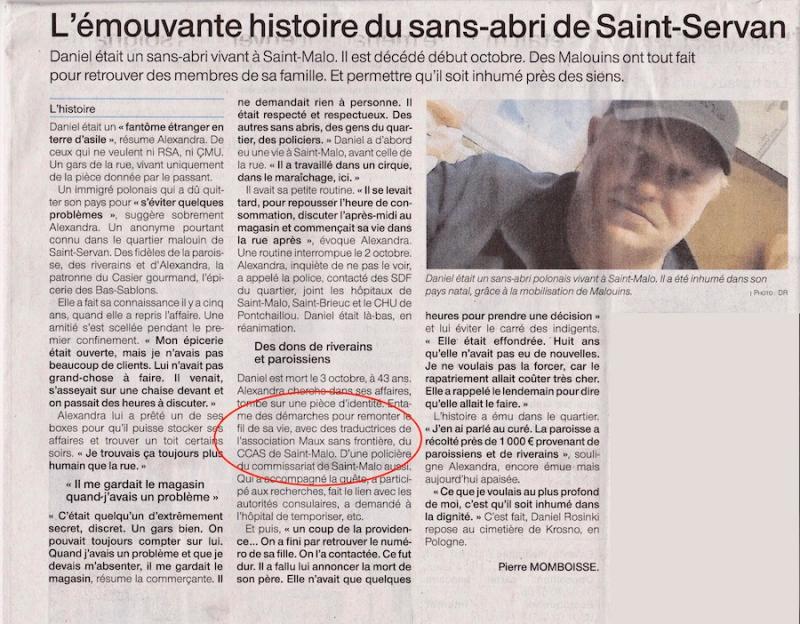 L'émouvante histoire du sans-abri de Saint-Servan
Daniel était un sans-abri vivant à Saint-Malo. Il est décédé début octobre. Des Malouins ont tout fait
pour retrouver des membres de sa famille. Et permettre qu'il soit inhumé près des siens.
L'histoire
Daniel était un « fantôme étranger en
terre d'asile », résume Alexandra. De
ceux qui ne veulent ni RSA, ni CMU.
Un gars de la rue, vivant uniquement
de la pièce donnée par le passant.
Un immigré polonais qui a dû quit-
ter son pays pour « s'éviter quelques
problèmes », suggère sobrement
Alexandra. Un anonyme pourtant
connu dans le quartier malouin de
Saint-Servan. Des fidèles de la parois-
se, des riverains et d'Alexandra, la
patronne du Casier gourmand, l'épi-
cerie des Bas-Sablons.
Elle a fait sa connaissance il y a cinq
ans, quand elle a repris l'affaire. Une
amitié s'est scellée pendant le pre-
mier confinement. « Mon épicerie
était ouverte, mais je n'avais pas
beaucoup de clients. Lui n'avait pas
grand-chose à faire. Il venait,
s'asseyait sur une chaise devant et
on passait des heures à discuter. »
Alexandra lui a prêté un de ses
boxes pour qu'il puisse stocker ses
affaires et trouver un toit certains
soirs. « Je trouvais ça toujours plus
humain que la rue. »
« Il me gardait le magasin
quand-j'avais un problème »
« C'était quelqu'un d'extrêmement
secret, discret. Un gars bien. On
pouvait toujours compter sur lui.
Quand j'avais un problème et que je
devais m'absenter, il me gardait le
magasin, résume la commerçante. Il
ne demandait rien à personne. Il
était respecté et respectueux. Des
autres sans abris, des gens du quar-
tier, des policiers. » Daniel a d'abord
eu une vie à Saint-Malo, avant celle de
la rue. « Il a travaillé dans un cirque,
dans le maraîchage, ici. »
Il avait sa petite routine. « Il se levait
tard, pour repousser l'heure de con-
sommation, discuter l'après-midi au
magasin et commençait sa vie dans
la rue après », évoque Alexandra.
Une routine interrompue le 2 octobre.
Alexandra, inquiète de ne pas le voir,
a appelé la police, contacté des SDF
du quartier, joint les hôpitaux de
Saint-Malo, Saint-Brieuc et le CHU de
Pontchaillou. Daniel était là-bas, en
réanimation.
Des dons de riverains
et paroissiens
Daniel est mort le 3 octobre, à 43 ans.
Alexandra cherche dans ses affaires,
tombe sur une pièce d'identité. Enta-
me des démarches pour remonter le
fil de sa vie, avec des traductrices de
l'association Maux sans frontière, du
CCAS de Saint-Malo. D'une policière
du commissariat de Saint-Malo aussi.
Qui a accompagné la quête, a partici-
pé aux recherches, fait le lien avec les
autorités consulaires, a demandé à
l'hôpital de temporiser, etc.
Et puis, « un coup de la providen-
ce... On a fini par retrouver le numé-
ro de sa fille. On l'a contactée. Ce fut
dur. Il a fallu lui annoncer la mort de
son père. Elle n'avait que quelques
Daniel était un sans-abri polonais vivant à Saint-Malo. Il a été inhumé dans son
pays natal, grâce à la mobilisation de Malouins.
| PHOTO : DR
heures pour prendre une décision »
et lui éviter le carré des indigents.
« Elle était effondrée. Huit ans
qu'elle n'avait pas eu de nouvelles.
Je ne voulais pas la forcer, car le
rapatriement allait coûter très cher.
Elle a rappelé le lendemain pour dire
qu'elle allait le faire. »
L'histoire a ému dans le quartier.
« J'en ai parlé au curé. La paroisse a
récolté près de 1 000 € provenant de
paroissiens et de riverains », souli-
gne Alexandra, encore émue mais
aujourd'hui apaisée.
« Ce que je voulais au plus profond
de moi, c'est qu'il soit inhumé dans
la dignité. » C'est fait, Daniel Rosinki
repose au cimetière de Krosno, en
Pologne.
Pierre MOMBOISSE.